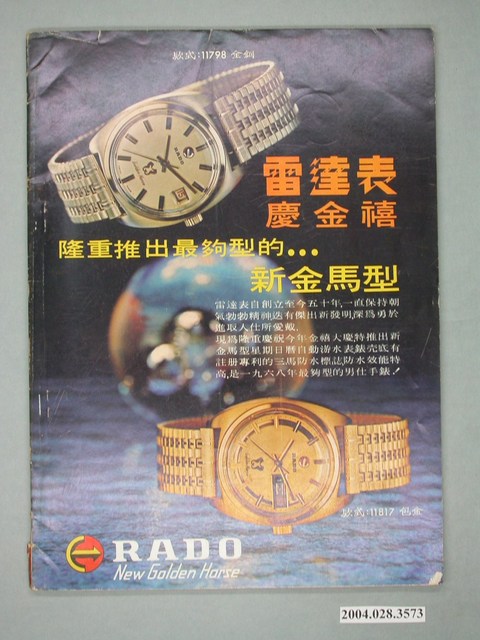 款式:11798 全鋼
RADO
雷達表
慶金禧
隆重推出最夠型的...
新金馬型
雷達表自創立至今五十年,一直保持朝
氣勃勃精神,迭有傑出新發明,深爲勇於
進取人仕所愛戴.
現爲隆重慶祝今年金禧大慶特推出新
金馬型星期日曆自動游水表,錶壳底有
註册專利的三馬防水標誌,防水效能特
高,是一九六八年最夠型的男仕手錶!
款式:11817 包金
RADO
New Golden Horse
2004.028.3573